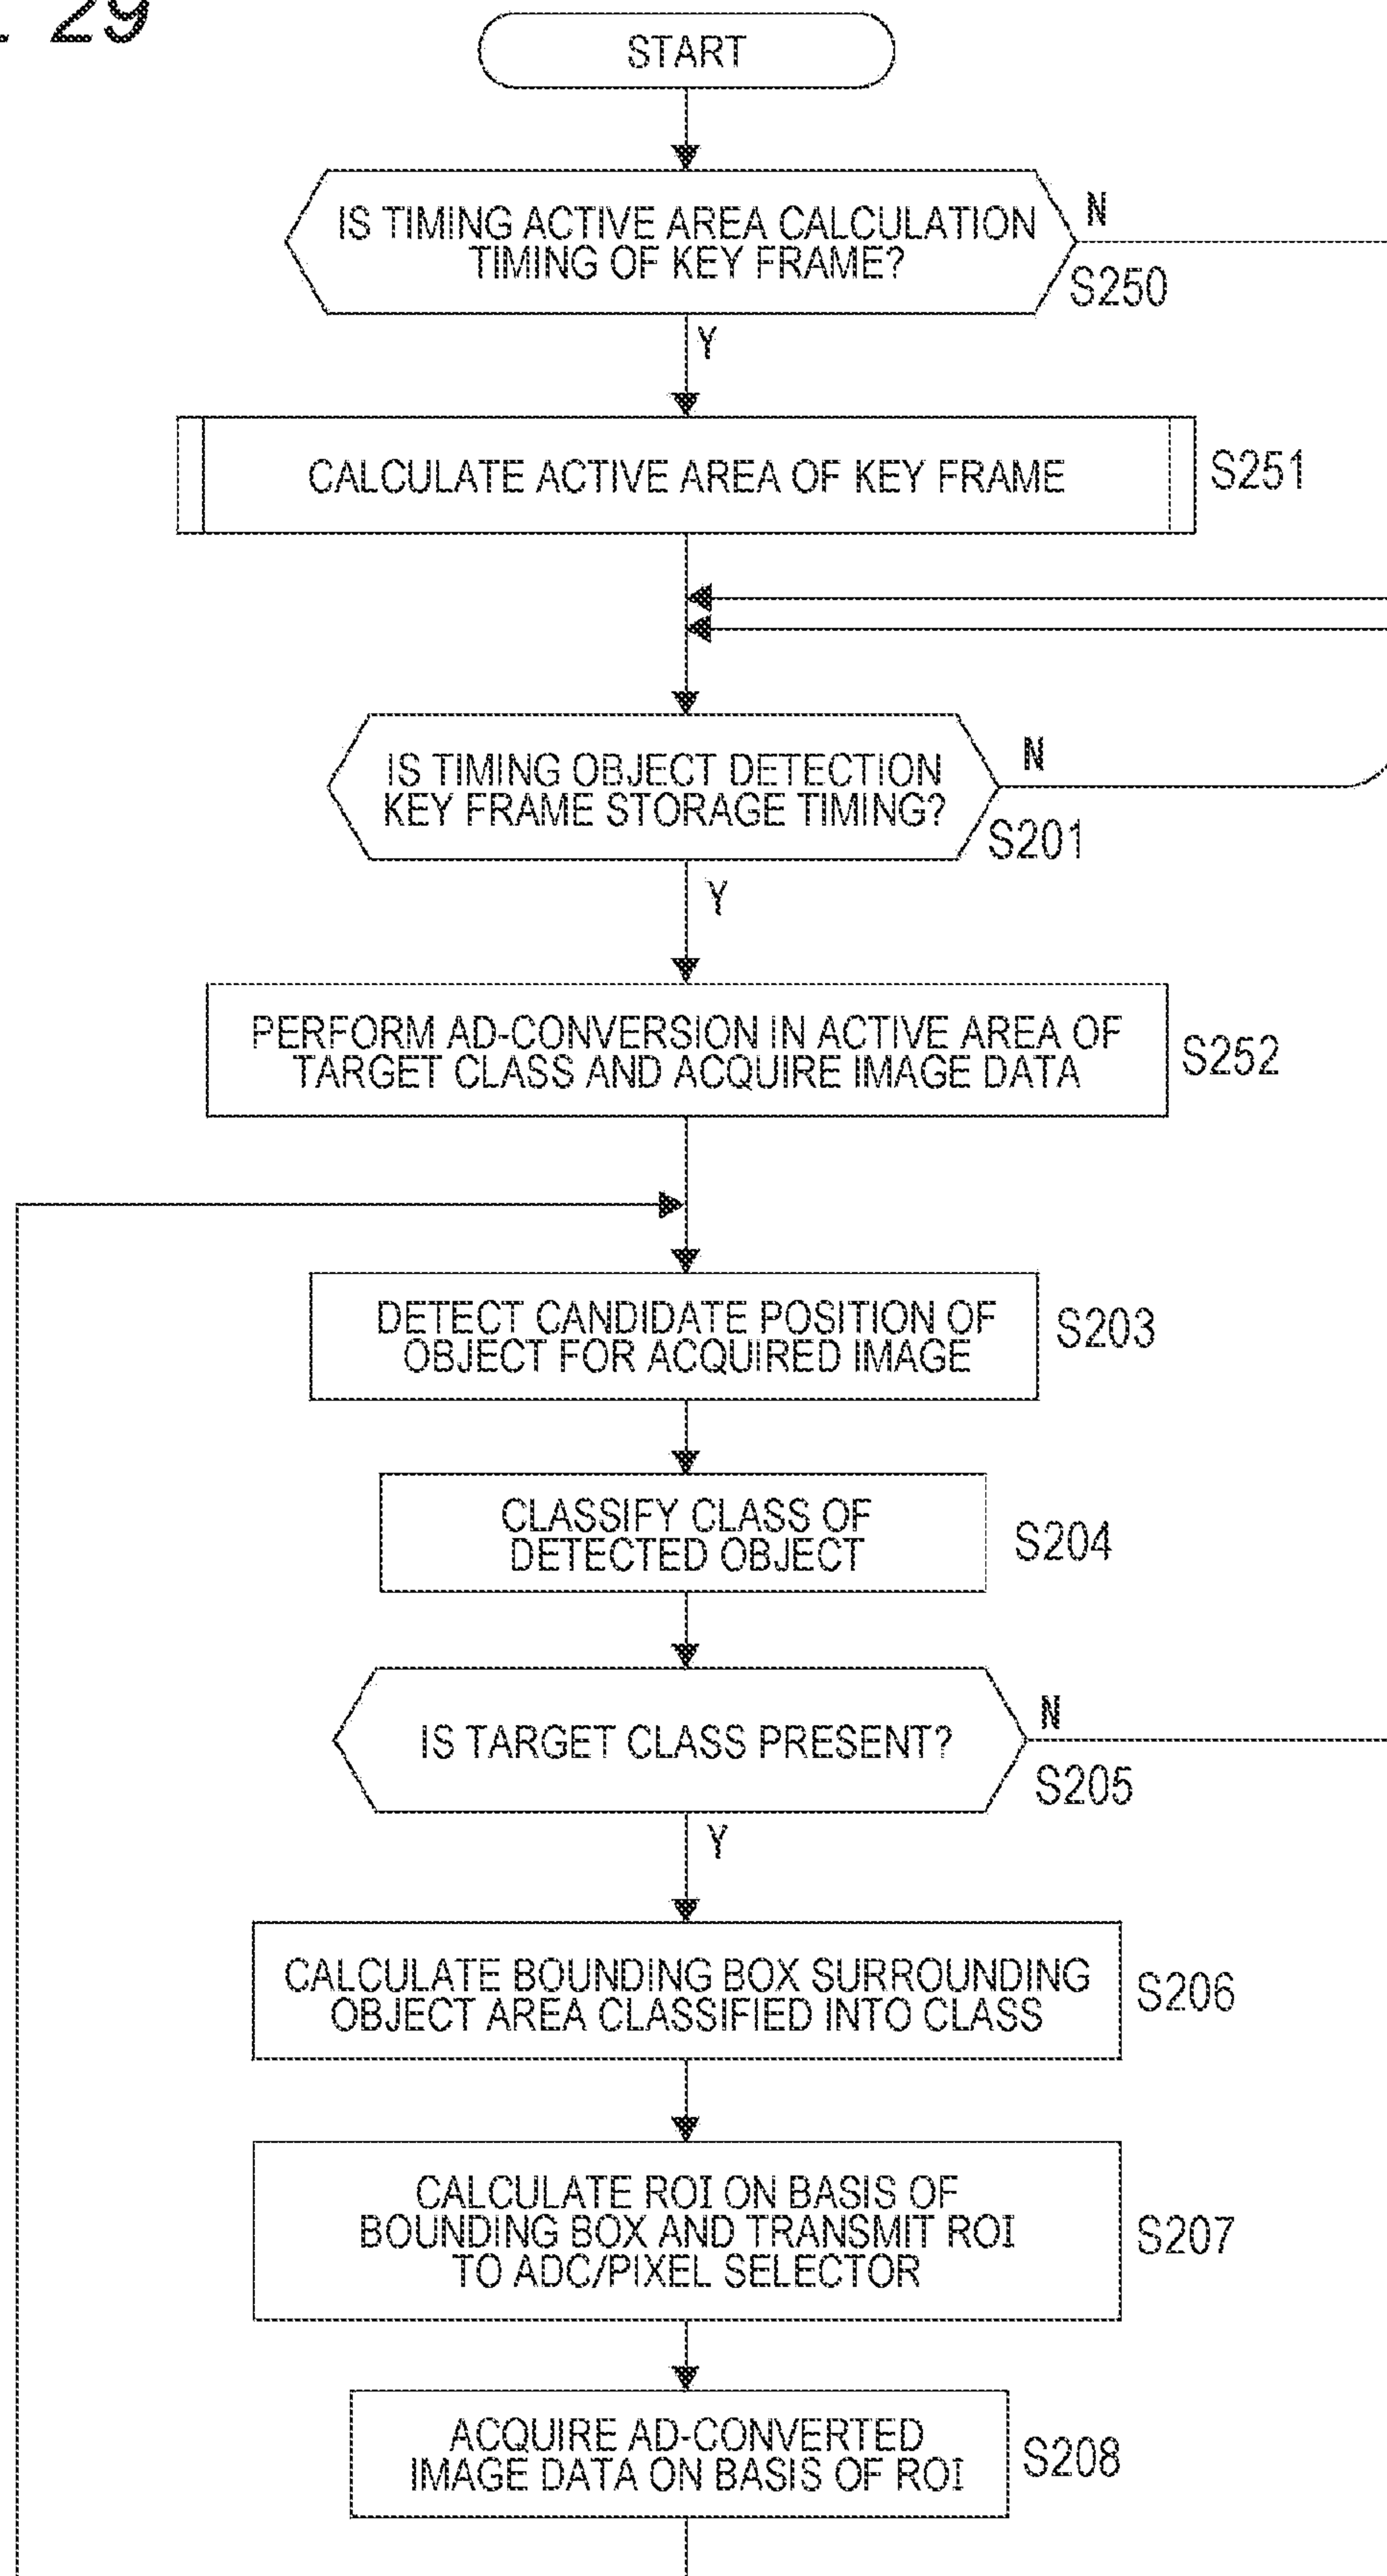 29
START
IS TIMING ACTIVE AREA CALCULATION
TIMING OF KEY FRAME?
N
S250
Y
CALCULATE ACTIVE AREA OF KEY FRAME
S251
IS TIMING OBJECT DETECTION
KEY FRAME STORAGE TIMING?
N
S201
Y
PERFORM AD-CONVERSION IN ACTIVE AREA OF
TARGET CLASS AND ACQUIRE IMAGE DATA
S252
DETECT CANDIDATE POSITION OF
OBJECT FOR ACQUIRED IMAGE
S203
CLASSIFY CLASS OF
DETECTED OBJECT
S204
IS TARGET CLASS PRESENT?
N
S205
Y
CALCULATE BOUNDING BOX SURROUNDING
OBJECT AREA CLASSIFIED INTO CLASS
S206
CALCULATE ROI ON BASIS OF
BOUNDING BOX AND TRANSMIT ROI
TO ADC/PIXEL SELECTOR
S207
ACQUIRE AD-CONVERTED
IMAGE DATA ON BASIS OF ROI
S208